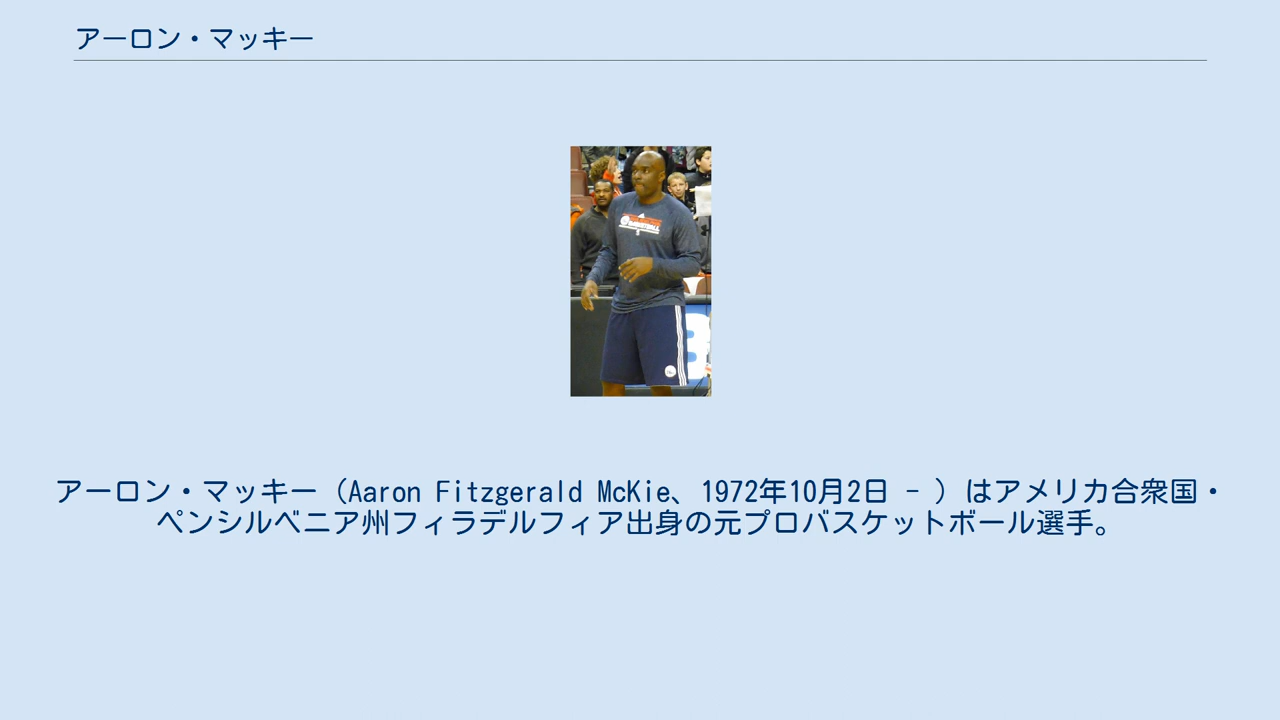 アーロン・マッキー
アーロン・マッキー（Aaron Fitzgerald McKie、1972年10月2日 - ）はアメリカ合衆国・
ペンシルベニア州フィラデルフィア出身の元プロバスケットボール選手。